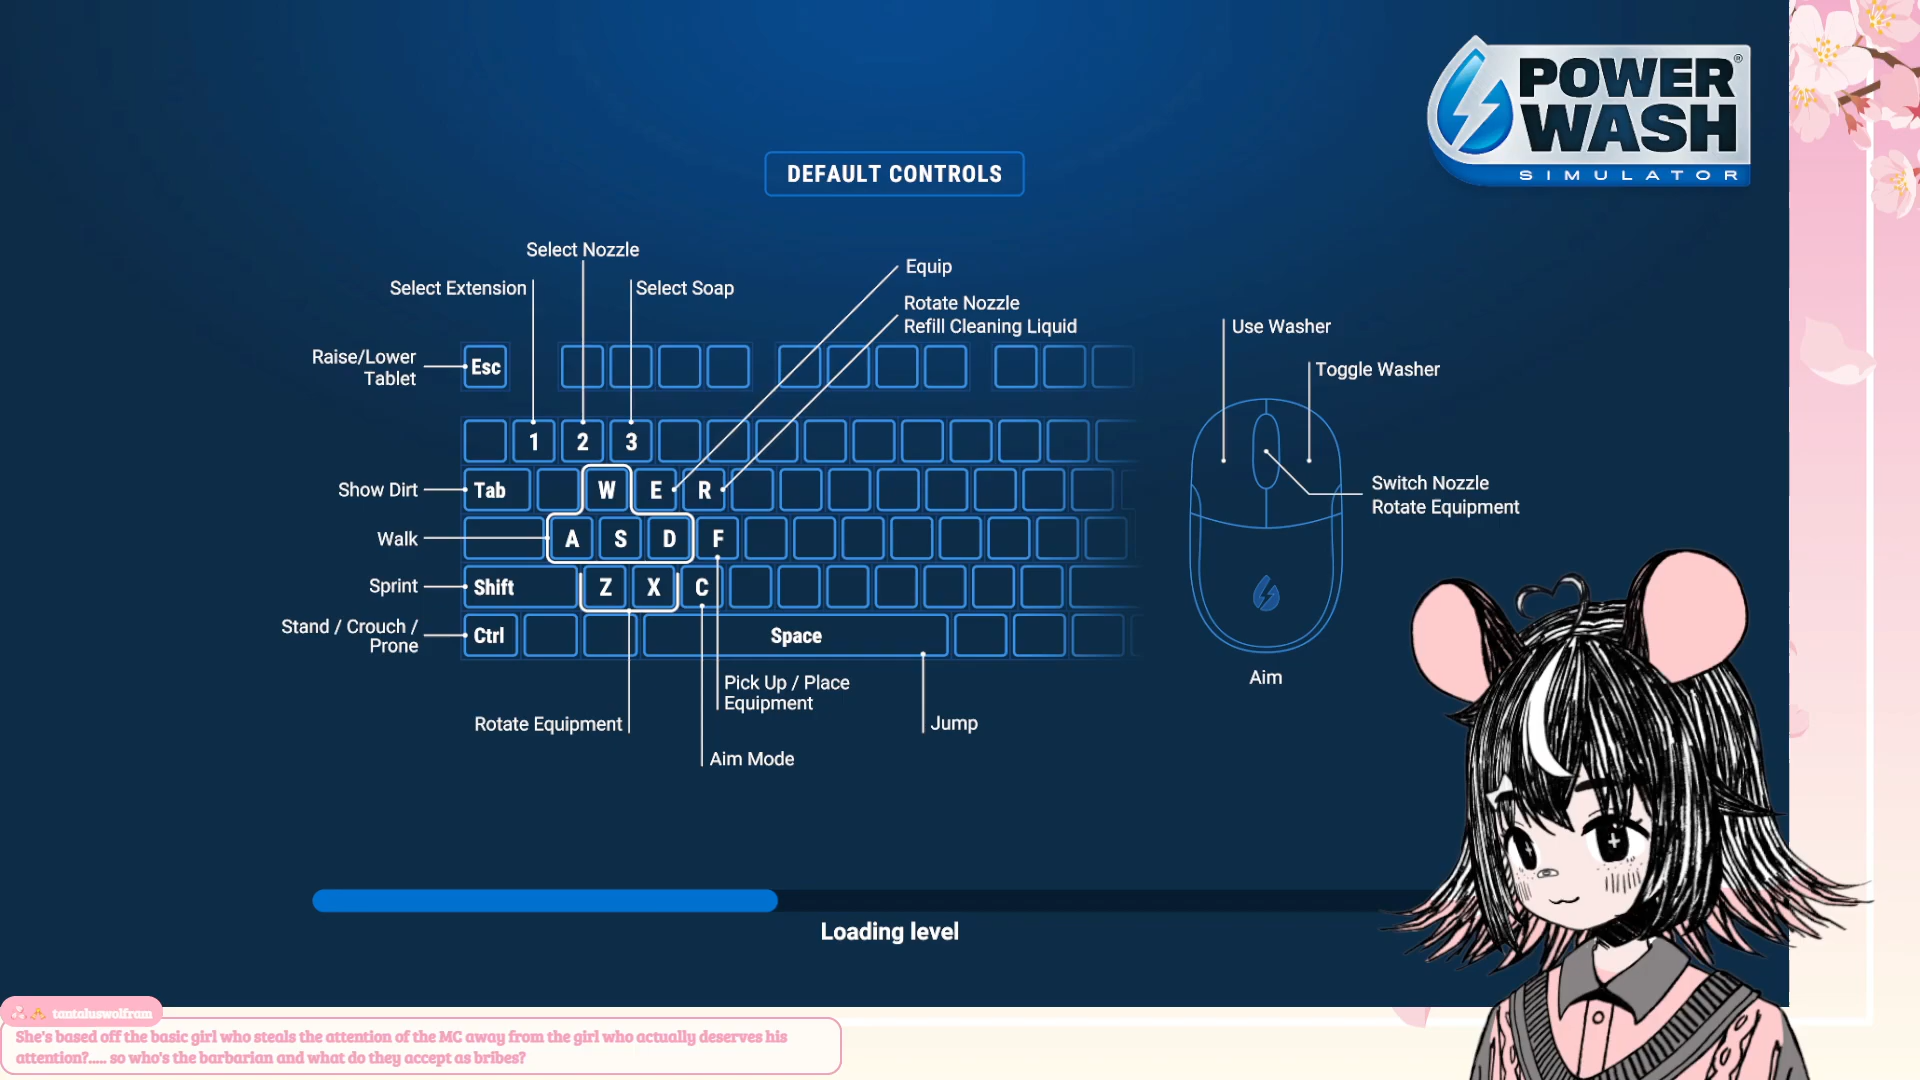 POWER®
WASH
SIMULATOR
DEFAULT CONTROLS
Select Nozzle
Select Extension
Select Soap
Equip
Rotate Nozzle
Refill Cleaning Liquid
Raise/Lower
Tablet
Esc
1 2 3
Show Dirt
Tab W E R
Walk
A S D F
Sprint
Shift Z X C
Stand / Crouch /
Prone
Ctrl Space
Pick Up / Place
Equipment
Rotate Equipment
Jump
Aim Mode
Use Washer
Toggle Washer
Switch Nozzle
Rotate Equipment
Aim
Loading level
tantaluswolfram
She's based off the basic girl who steals the attention of the MC away from the girl who actually deserves his
attention?..... so who's the barbarian and what do they accept as bribes?